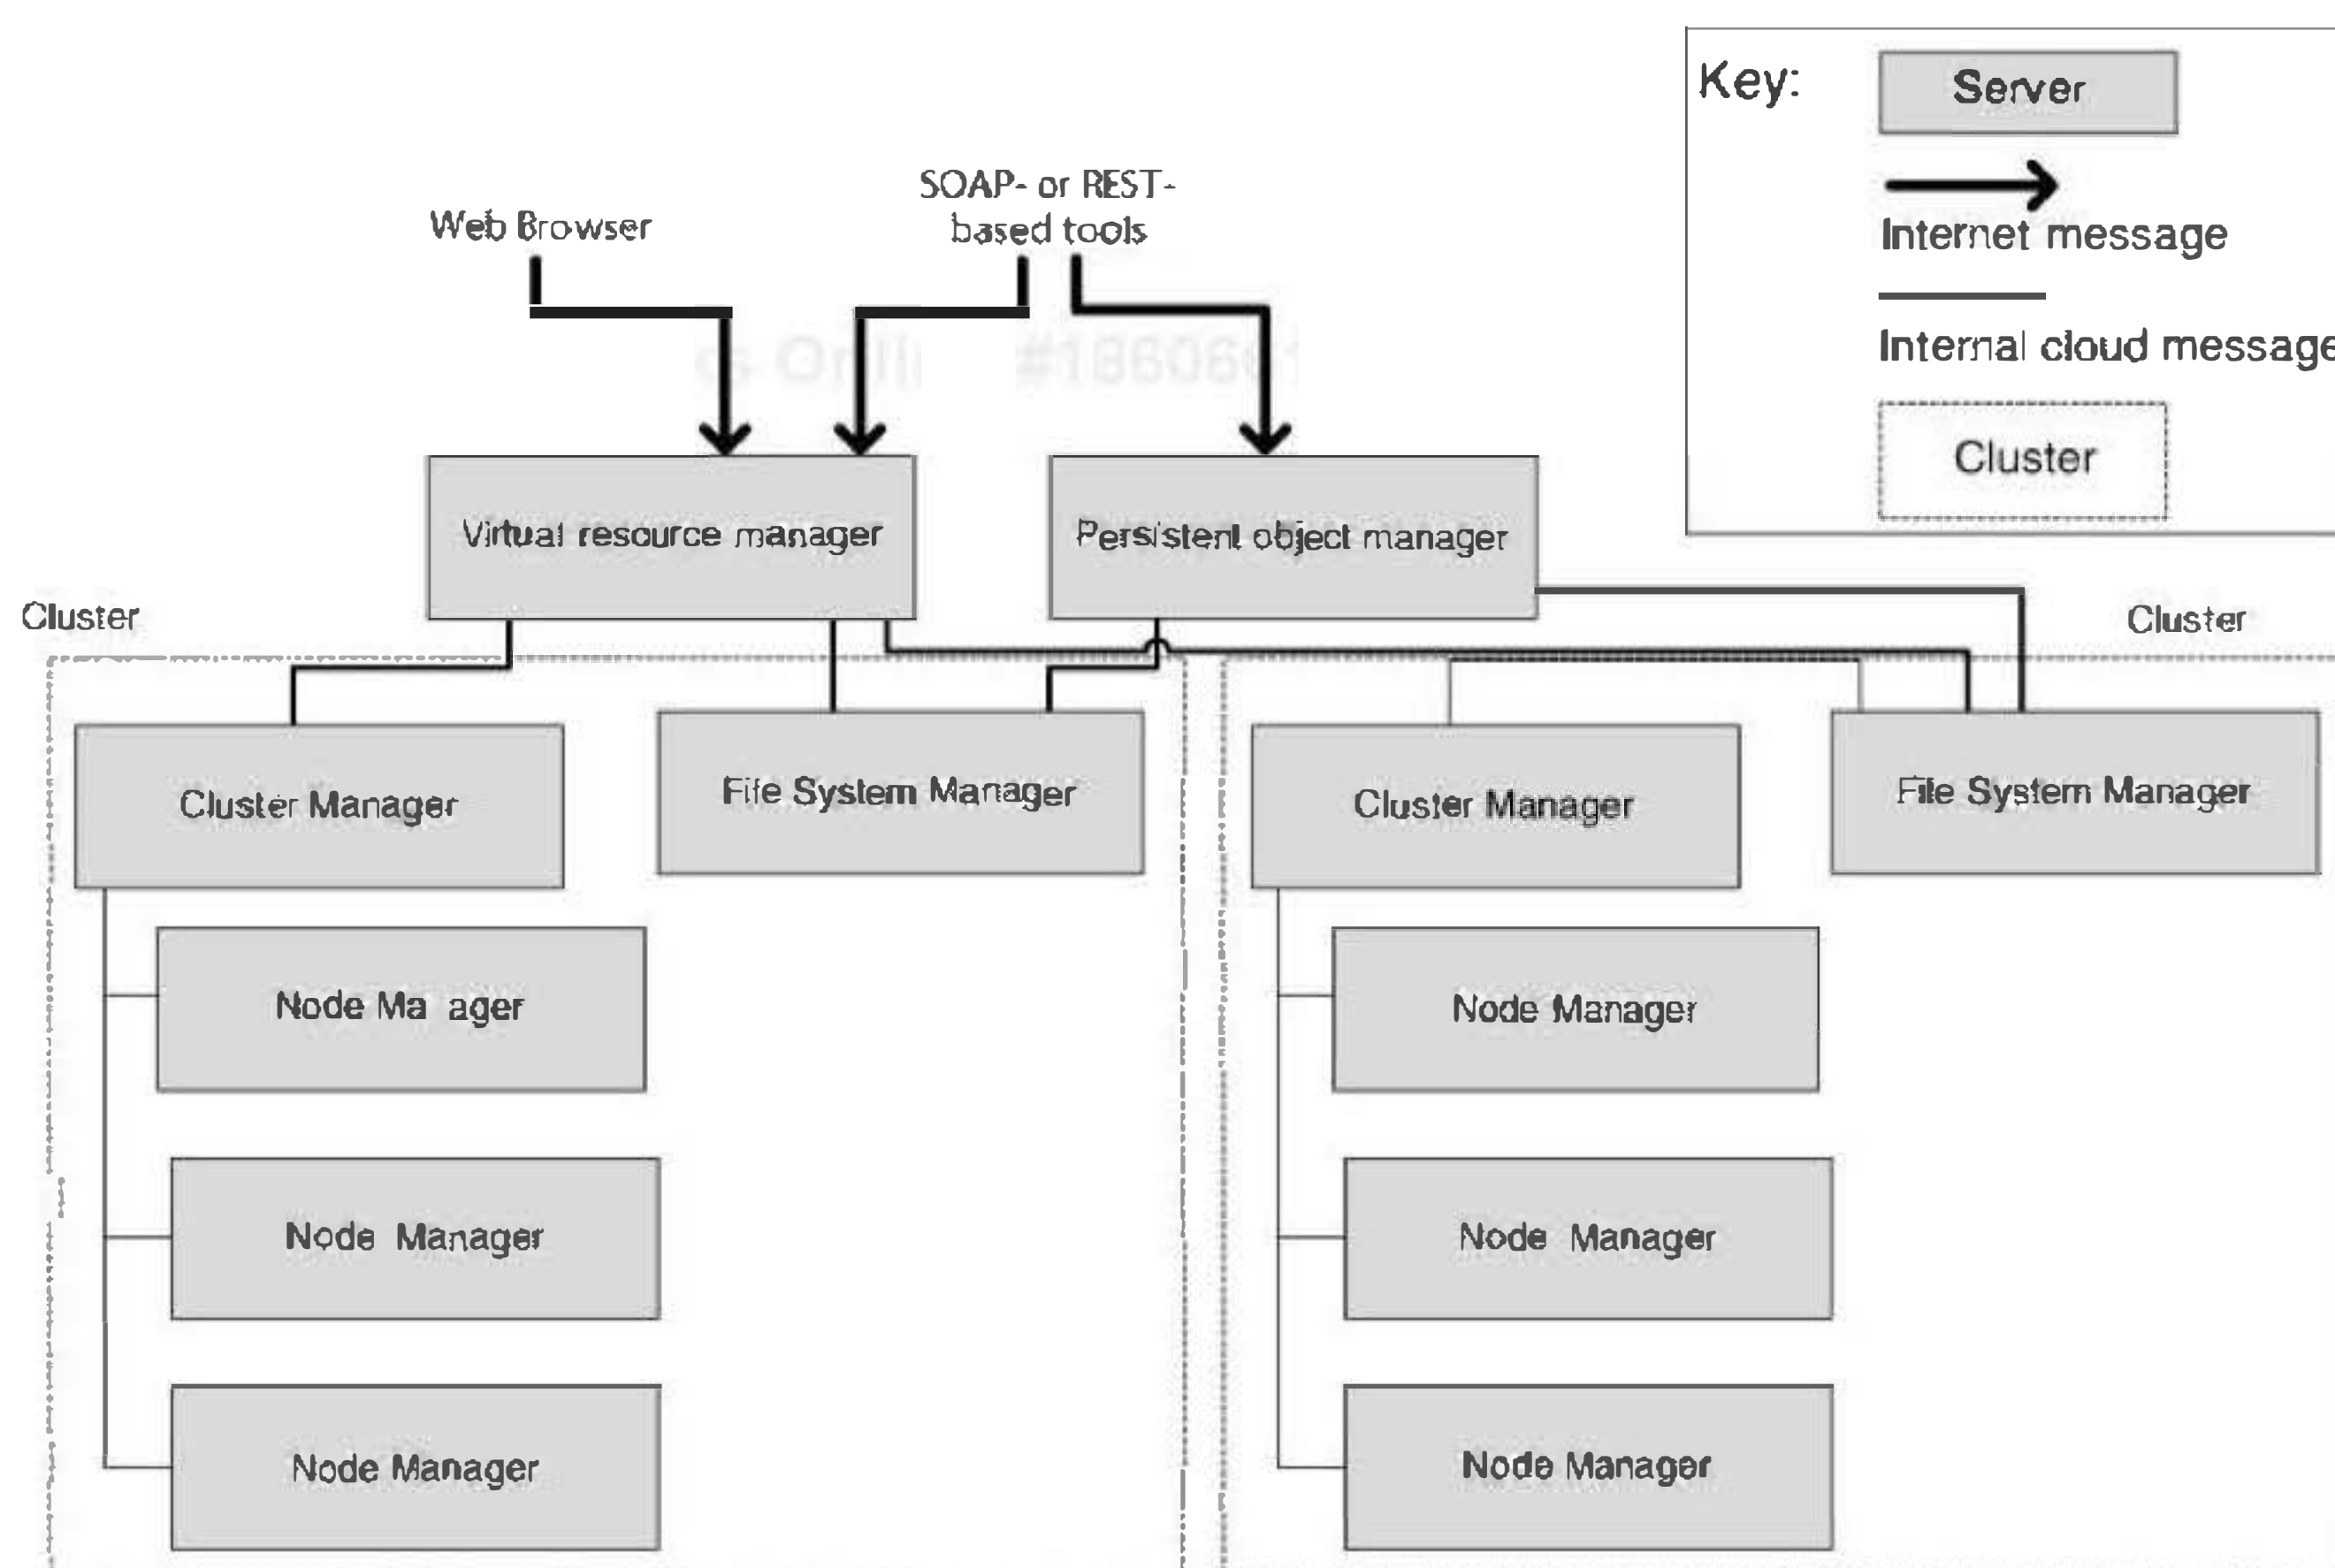 Key:
Server
Internet message
Internal cloud message
Cluster
Web Browser
SOAP- or REST-
based tools
Virtual resource manager
Persistent object manager
Cluster
Cluster
Cluster Manager
File System Manager
Cluster Manager
File System Manager
Node Ma ager
Node Manager
Node Manager
Node Manager
Node Manager
Node Manager